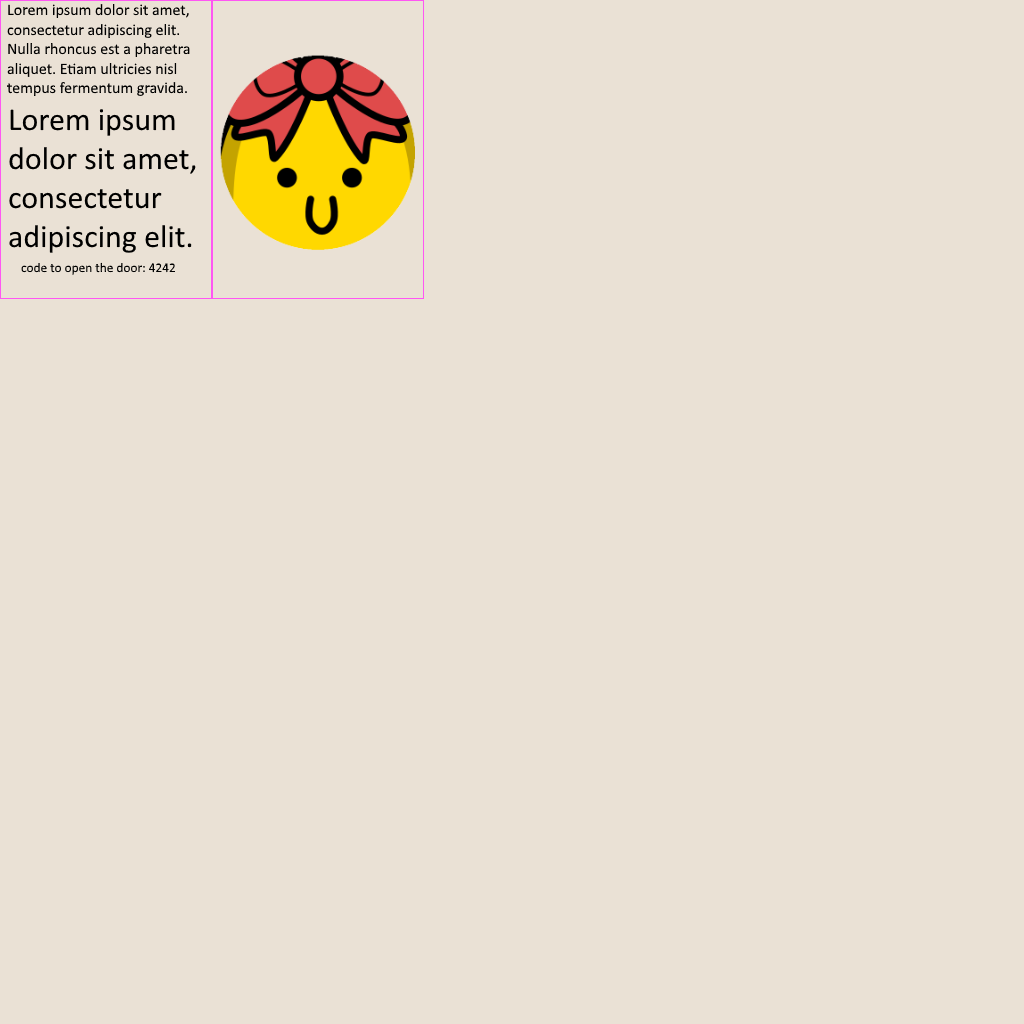 Lorem ipsum dolor sit amet,
consectetur adipiscing elit.
Nulla rhoncus est a pharetra
aliquet. Etiam ultricies nisl
tempus fermentum gravida.
Lorem ipsum
dolor sit amet,
consectetur
adipiscing elit.
code to open the door: 4242